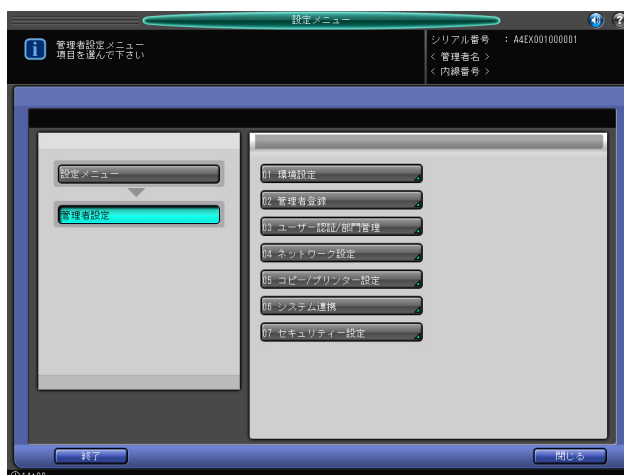 設定メニュー
管理者設定メニュー
項目を選んで下さい
シリアル番号 : A4EX001000001
< 管理者名 >
< 内線番号 >
設定メニュー
管理者設定
01 環境設定
02 管理者登録
03 ユーザー認証/部門管理
04 ネットワーク設定
05 コピー/プリンター設定
06 システム連携
07 セキュリティー設定
終了
閉じる